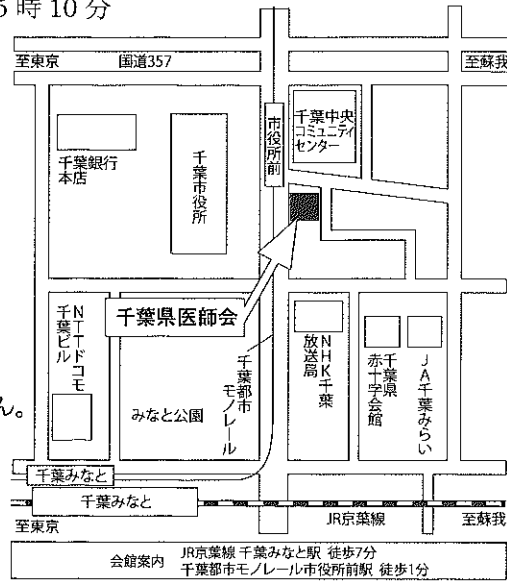 5時10分
至東京
国道357
至蘇我
千葉銀行
本店
千葉市役所
市役所前
千葉中央
コミュニティ
センター
千葉県医師会
NTTドコモ
千葉ビル
みなと公園
千葉都市
モノレール
NHK千葉
放送局
千葉県
赤十字会館
JA千葉みらい
ん。
千葉みなと
千葉みなと
至東京
JR京葉線
至蘇我
会館案内
JR京葉線 千葉みなと駅 徒歩7分
千葉都市モノレール市役所前駅 徒歩1分